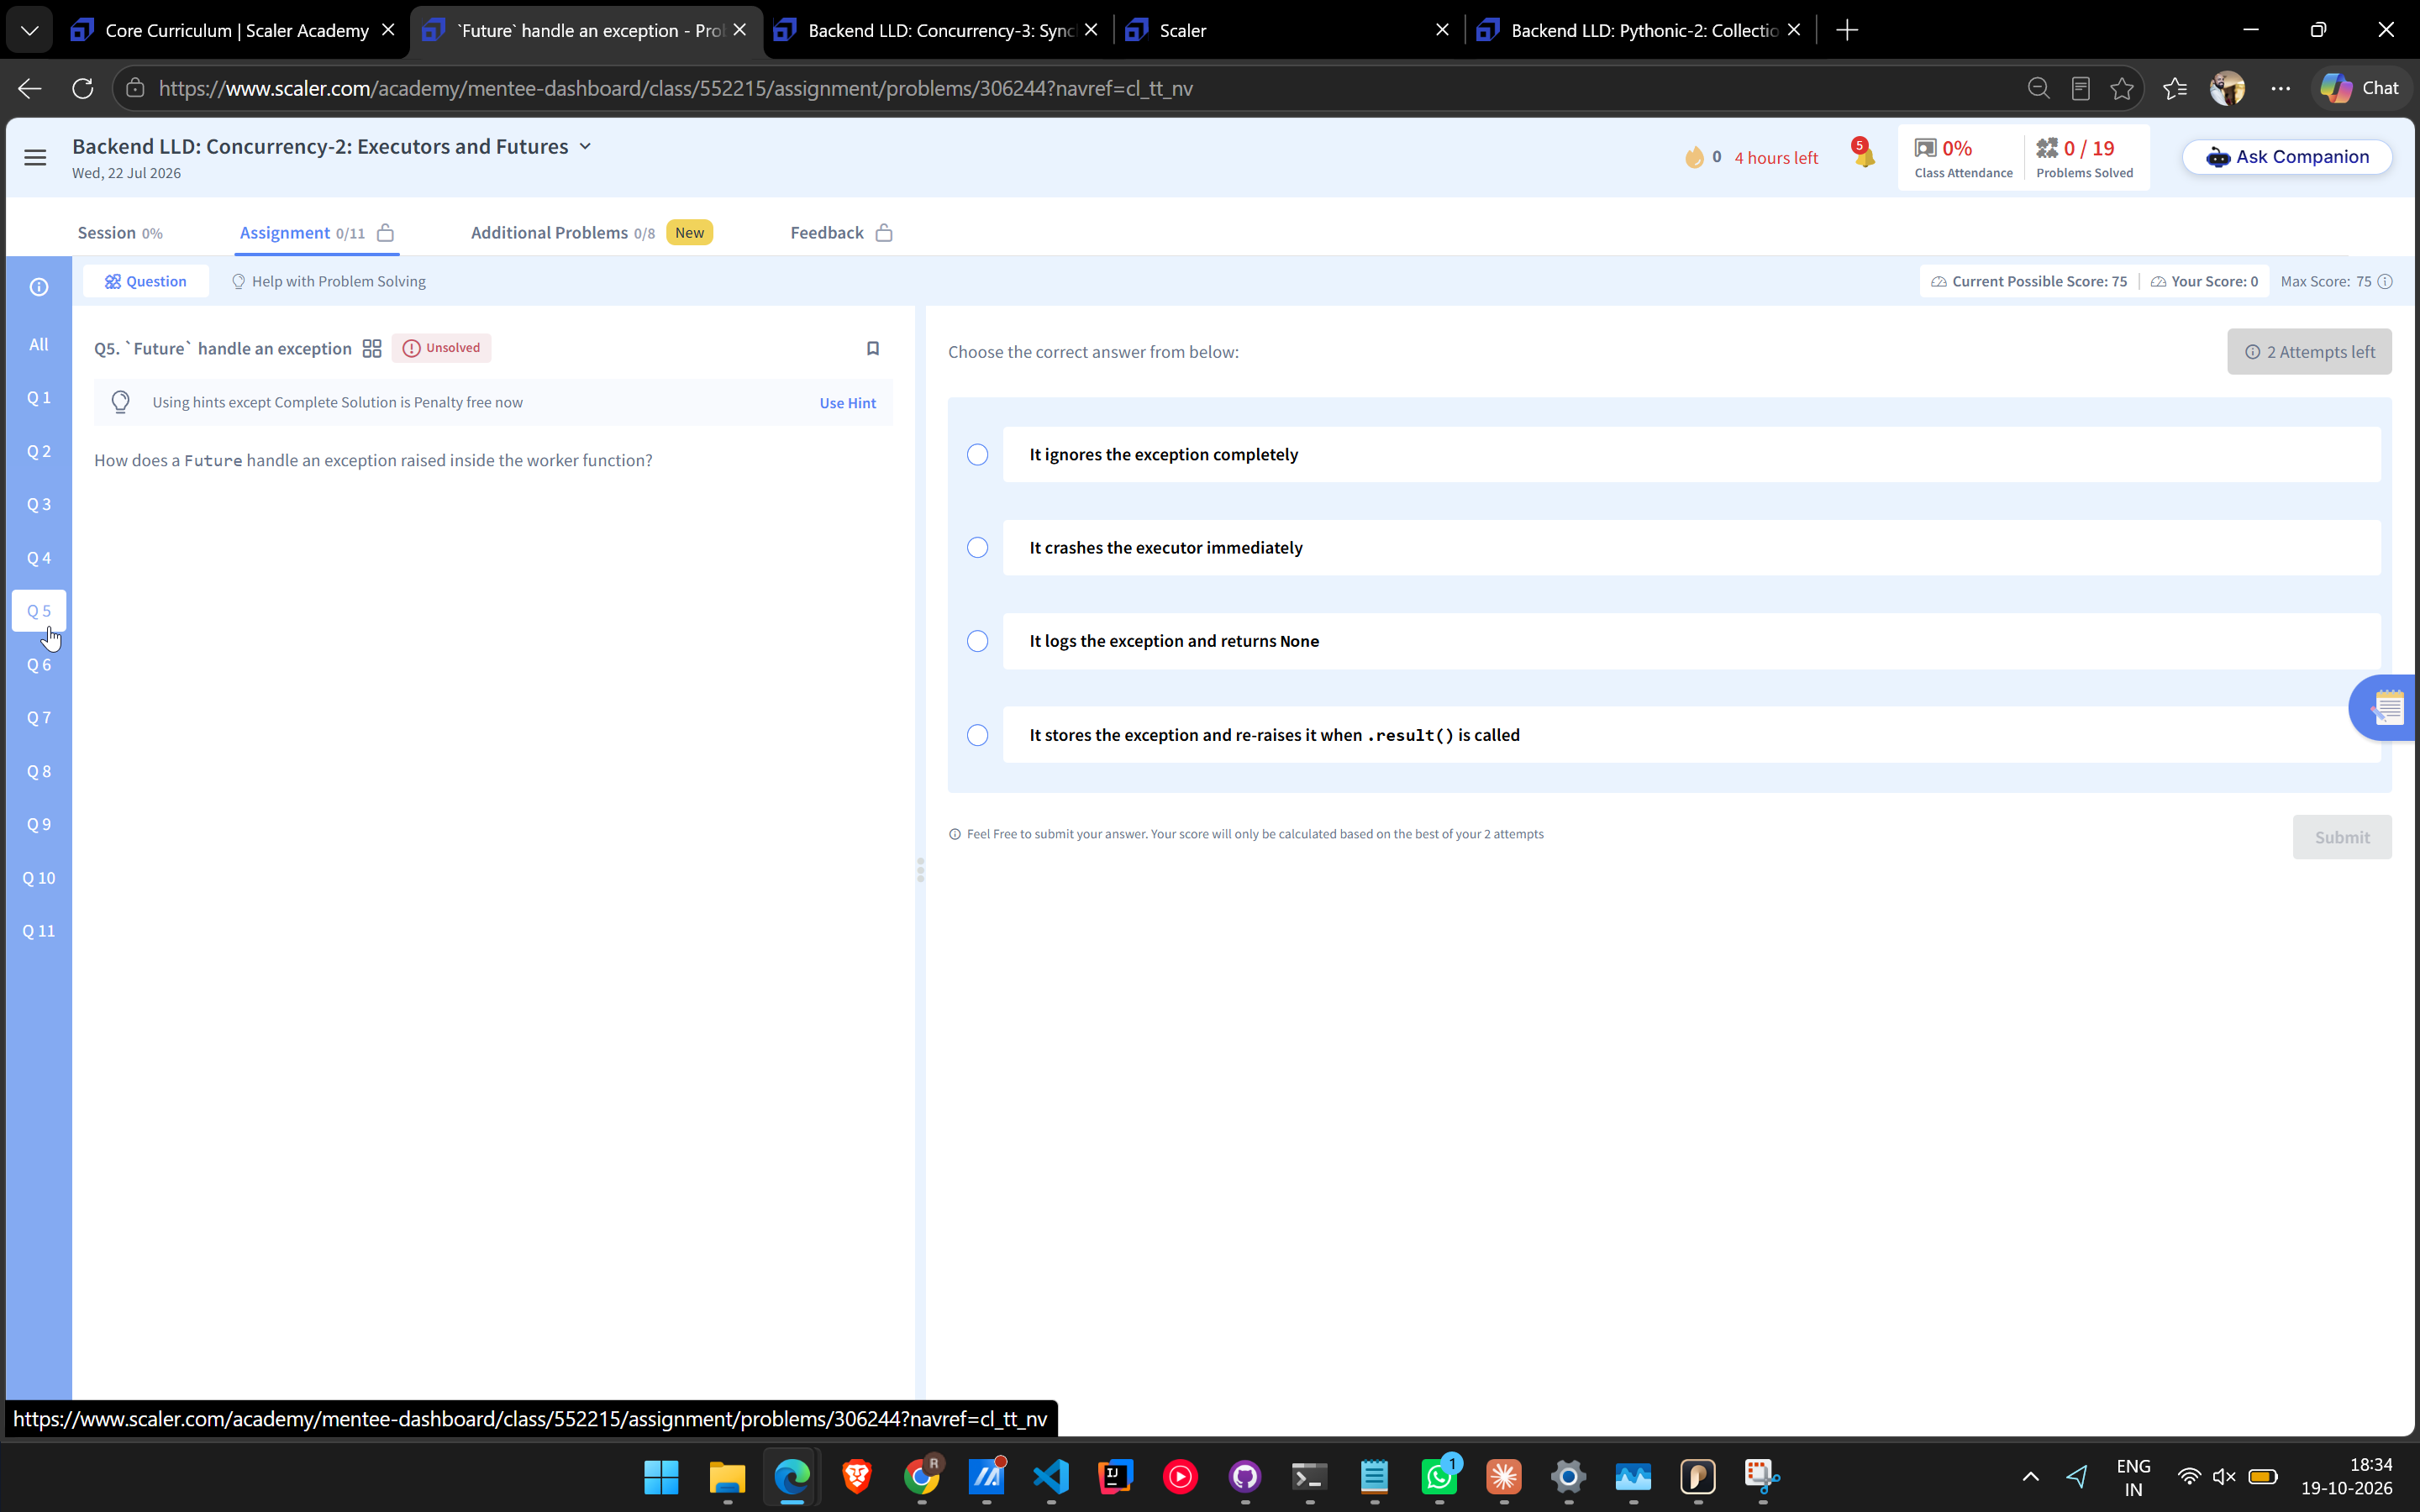 Core Curriculum | Scaler Academy
`Future` handle an exception - Pro
Backend LLD: Concurrency-3: Sync
Scaler
Backend LLD: Pythonic-2: Collectio
https://www.scaler.com/academy/mentee-dashboard/class/552215/assignment/problems/306244?navref=cl_tt_nv
Chat
Backend LLD: Concurrency-2: Executors and Futures
Wed, 22 Jul 2026
0 4 hours left
5
0%
Class Attendance
0 / 19
Problems Solved
Ask Companion
Session 0%
Assignment 0/11
Additional Problems 0/8 New
Feedback
Question
Help with Problem Solving
Current Possible Score: 75
Your Score: 0
Max Score: 75
All
Q 1
Q 2
Q 3
Q 4
Q 5
Q 6
Q 7
Q 8
Q 9
Q 10
Q 11
Q5. `Future` handle an exception
Unsolved
Using hints except Complete Solution is Penalty free now
Use Hint
How does a Future handle an exception raised inside the worker function?
Choose the correct answer from below:
2 Attempts left
It ignores the exception completely
It crashes the executor immediately
It logs the exception and returns None
It stores the exception and re-raises it when .result() is called
Feel Free to submit your answer. Your score will only be calculated based on the best of your 2 attempts
Submit
https://www.scaler.com/academy/mentee-dashboard/class/552215/assignment/problems/306244?navref=cl_tt_nv
R
IJ
1
ENG
IN
18:34
19-10-2026